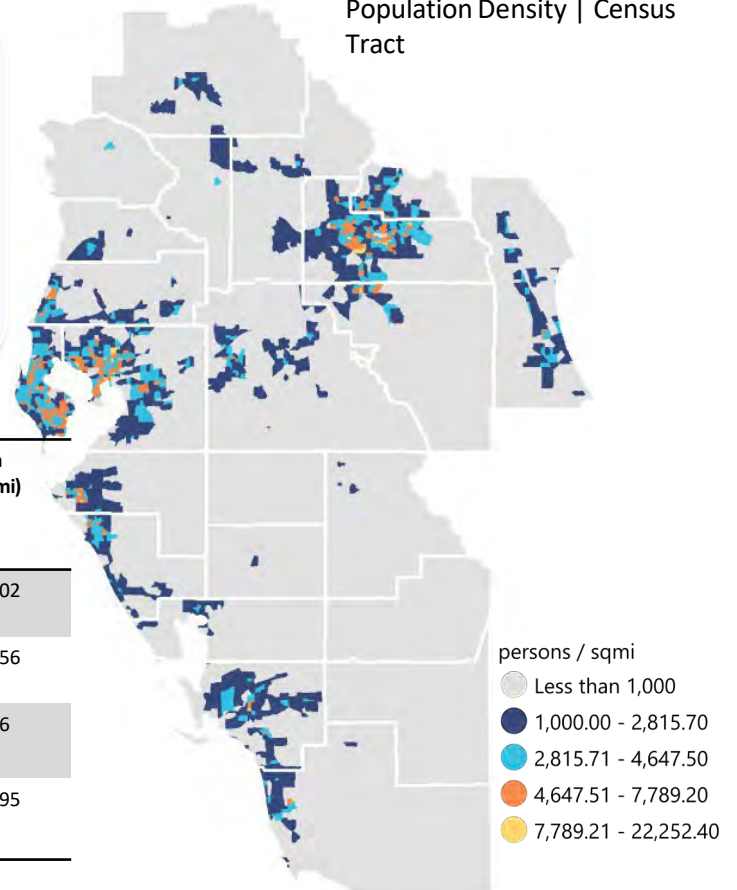 Population Density | Census
Tract
mi)
02
56
6
95
persons / sqmi
Less than 1,000
1,000.00 - 2,815.70
2,815.71 - 4,647.50
4,647.51 - 7,789.20
7,789.21 - 22,252.40